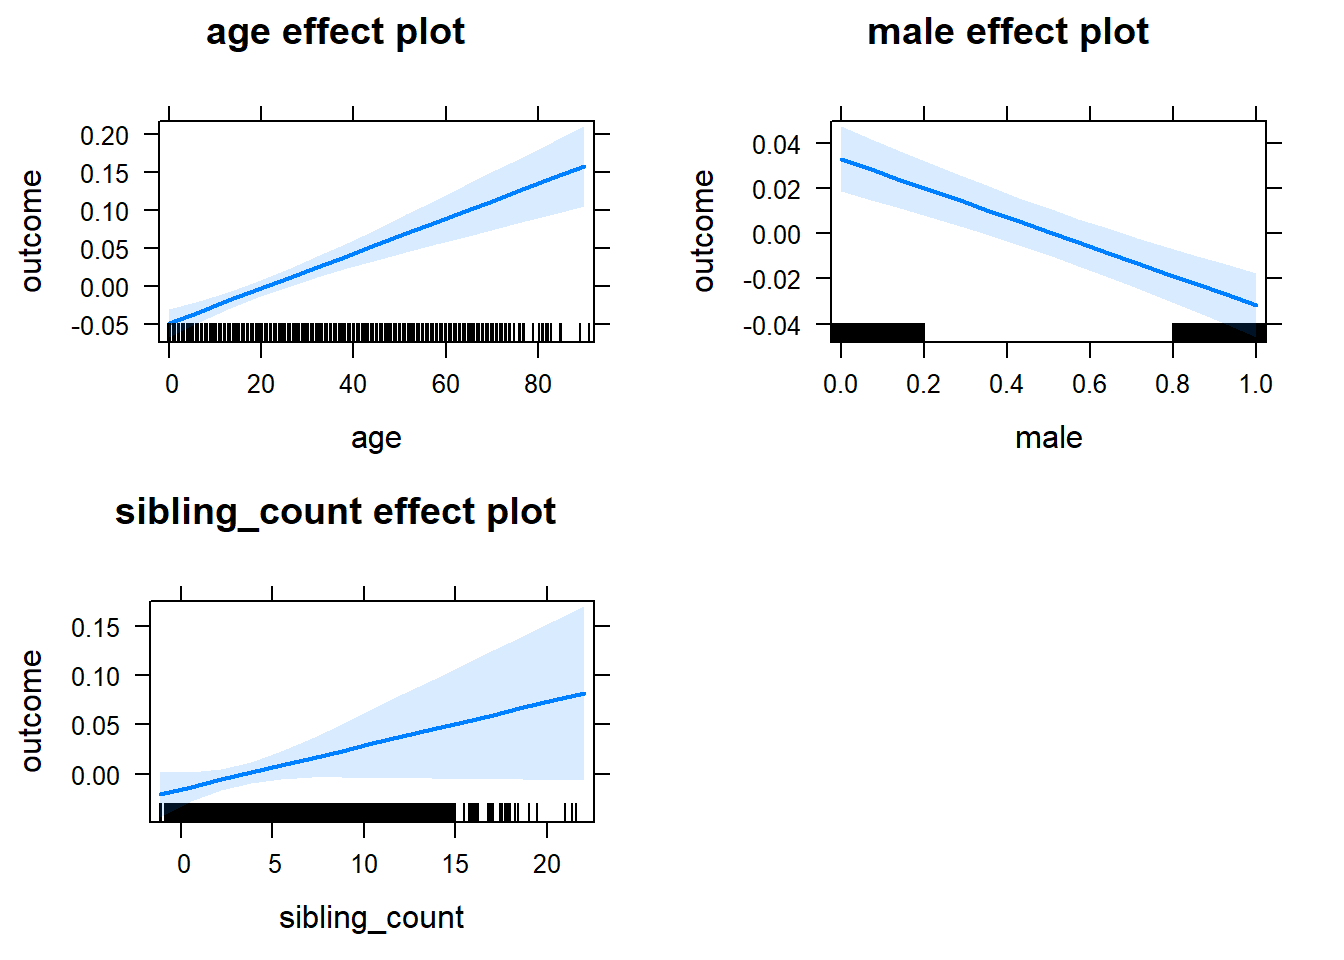 age effect plot
outcome
0.20
0.15
0.10
0.05
0.00
-0.05
0 20 40 60 80
age
male effect plot
outcome
0.04
0.02
0.00
-0.02
-0.04
0.0 0.2 0.4 0.6 0.8 1.0
male
sibling_count effect plot
outcome
0.15
0.10
0.05
0.00
0 5 10 15 20
sibling_count